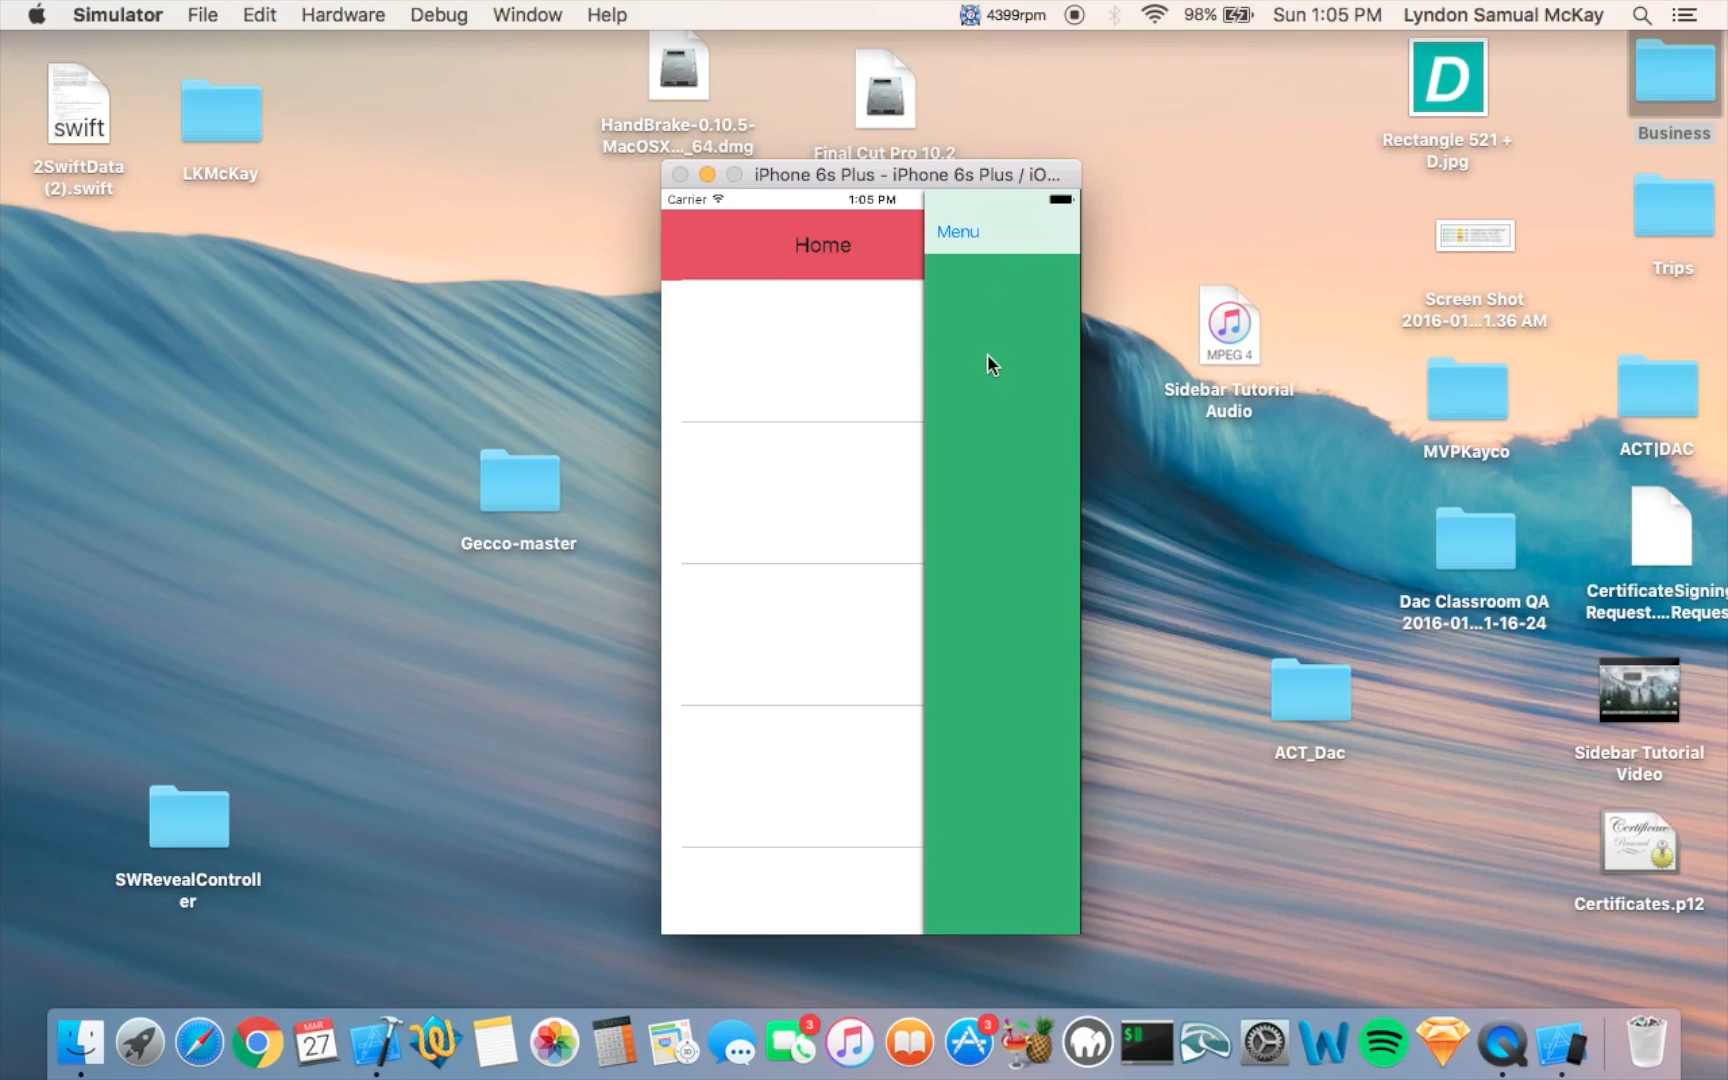 Simulator File Edit Hardware Debug Window Help 4399rpm 98% Sun 1:05 PM Lyndon Samual McKay
swift
2SwiftData
(2).swift
LKMcKay
HandBrake-0.10.5-
MacOSX..._64.dmg
Final Cut Pro 10.2
D
Rectangle 521 +
D.jpg
Business
iPhone 6s Plus - iPhone 6s Plus / iO...
Carrier 1:05 PM
Menu
Home
Trips
Screen Shot
2016-01...1.36 AM
MPEG 4
Sidebar Tutorial
Audio
MVPKayco
ACT|DAC
Gecco-master
Dac Classroom QA
2016-01...1-16-24
CertificateSigning
Request....Reques
ACT_Dac
Sidebar Tutorial
Video
SWRevealControll
er
Certificates.p12
MAR
27
3
3
$